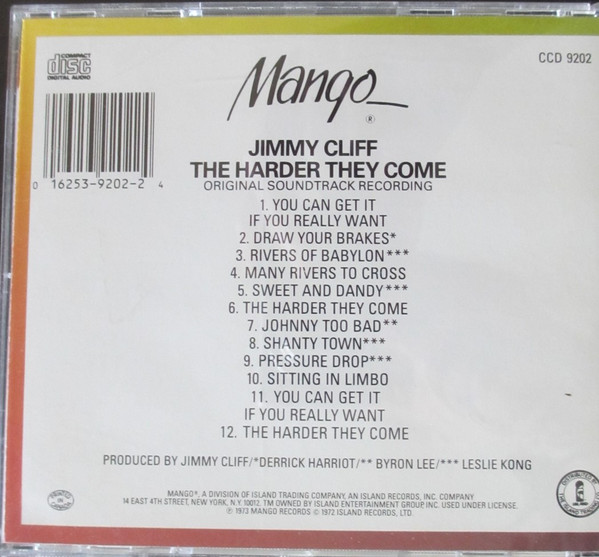 COMPACT
disc
DIGITAL AUDIO
Mango
®
CCD 9202
0 16253-9202-2 4
JIMMY CLIFF
THE HARDER THEY COME
ORIGINAL SOUNDTRACK RECORDING
1. YOU CAN GET IT
IF YOU REALLY WANT
2. DRAW YOUR BRAKES*
3. RIVERS OF BABYLON***
4. MANY RIVERS TO CROSS
5. SWEET AND DANDY***
6. THE HARDER THEY COME
7. JOHNNY TOO BAD**
8. SHANTY TOWN***
9. PRESSURE DROP***
10. SITTING IN LIMBO
11. YOU CAN GET IT
IF YOU REALLY WANT
12. THE HARDER THEY COME
PRODUCED BY JIMMY CLIFF/*DERRICK HARRIOT/** BYRON LEE/*** LESLIE KONG
MANGO®, A DIVISION OF ISLAND TRADING COMPANY, AN ISLAND RECORDS, INC. COMPANY
14 EAST 4TH STREET, NEW YORK, N.Y. 10012. TM OWNED BY ISLAND ENTERTAINMENT GROUP, INC. USED UNDER LICENSE.
℗ 1973 MANGO RECORDS © 1972 ISLAND RECORDS, LTD.